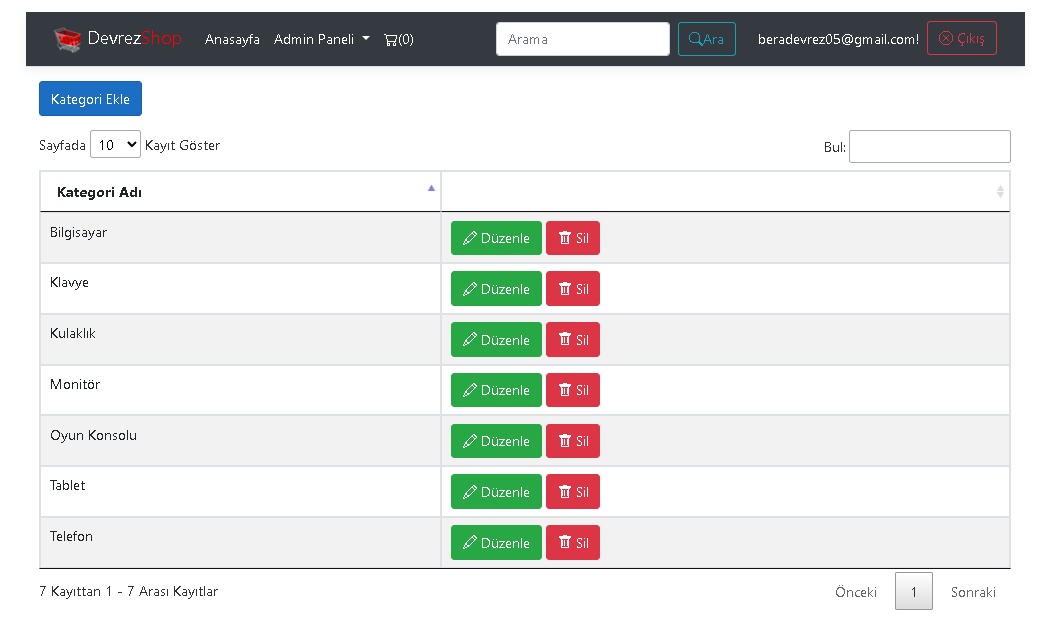 DevrezShop Anasayfa Admin Paneli (0) Arama Ara beradevrez05@gmail.com! Çıkış
Kategori Ekle
Sayfada 10 Kayıt Göster Bul:
Kategori Adı
Bilgisayar Düzenle Sil
Klavye Düzenle Sil
Kulaklık Düzenle Sil
Monitör Düzenle Sil
Oyun Konsolu Düzenle Sil
Tablet Düzenle Sil
Telefon Düzenle Sil
7 Kayıttan 1 - 7 Arası Kayıtlar Önceki 1 Sonraki